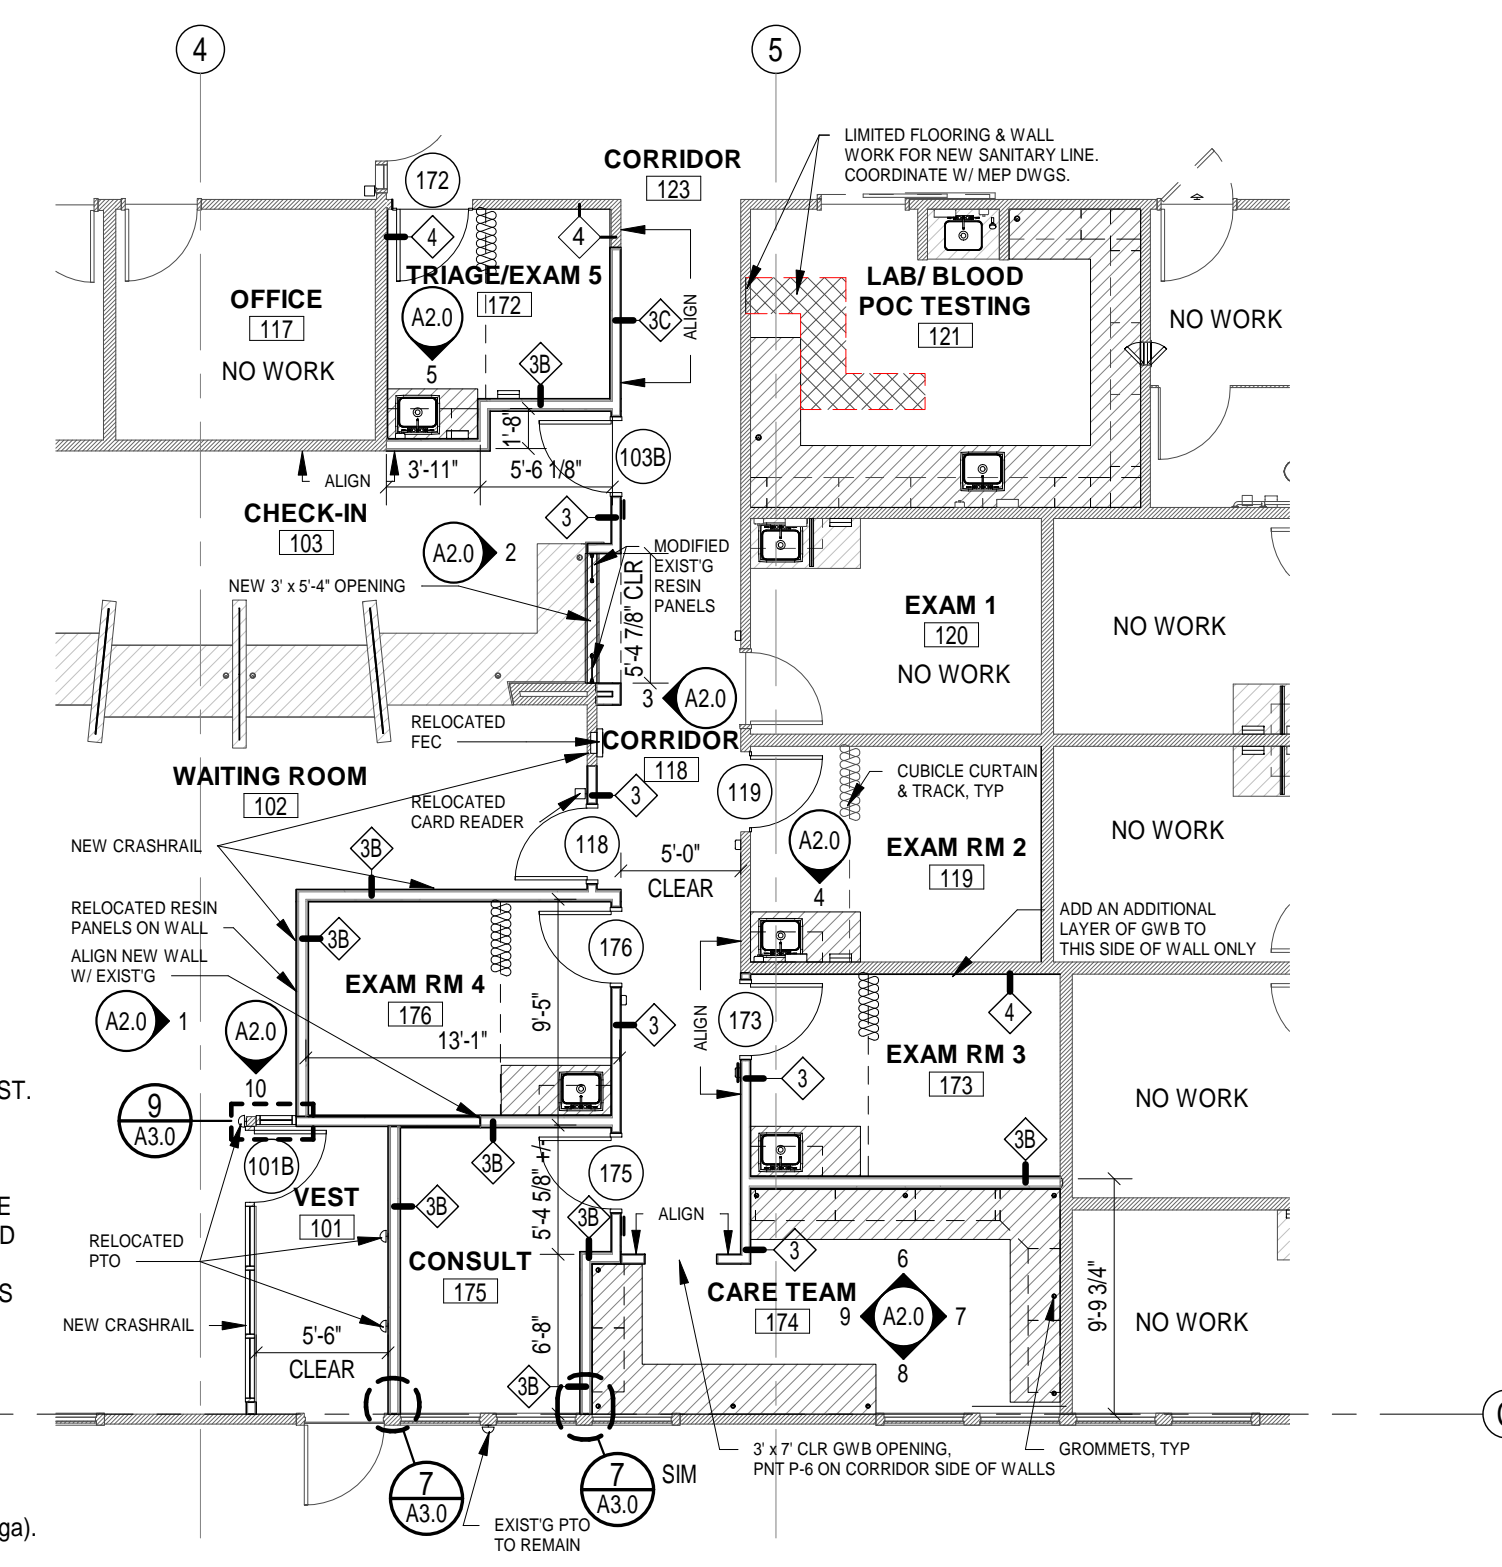 4
5
LIMITED FLOORING & WALL
WORK FOR NEW SANITARY LINE.
COORDINATE W/ MEP DWGS.
CORRIDOR
123
172
4
4
TRIAGE/EXAM 5
172
A2.0
5
OFFICE
117
NO WORK
3C
ALIGN
3B
LAB/ BLOOD
POC TESTING
121
NO WORK
1'-8"
3'-11"
5'-6 1/8"
103B
ALIGN
CHECK-IN
103
3
A2.0
2
MODIFIED
EXIST'G
RESIN
PANELS
NEW 3' x 5'-4" OPENING
5'-4 7/8" CLR
EXAM 1
120
NO WORK
NO WORK
3
A2.0
RELOCATED
FEC
CORRIDOR
118
WAITING ROOM
102
RELOCATED
CARD READER
3
119
CUBICLE CURTAIN
& TRACK, TYP
NO WORK
NEW CRASHRAIL
3B
118
5'-0"
CLEAR
A2.0
4
EXAM RM 2
119
RELOCATED RESIN
PANELS ON WALL
3B
ALIGN NEW WALL
W/ EXIST'G
176
ADD AN ADDITIONAL
LAYER OF GWB TO
THIS SIDE OF WALL ONLY
EXAM RM 4
176
9'-5"
13'-1"
3
ALIGN
173
4
A2.0
1
A2.0
10
EXAM RM 3
173
3
NO WORK
ST.
9
A3.0
101B
3B
175
3B
VEST
101
3B
5'-4 5/8" +/-
3B
ALIGN
3
E
D
RELOCATED
PTO
S
CONSULT
175
CARE TEAM
174
6
9
A2.0
7
8
9'-9 3/4"
NO WORK
NEW CRASHRAIL
5'-6"
CLEAR
6'-8"
3B
3' x 7' CLR GWB OPENING,
PNT P-6 ON CORRIDOR SIDE OF WALLS
GROMMETS, TYP
7
A3.0
7
A3.0
SIM
EXIST'G PTO
TO REMAIN
ga).